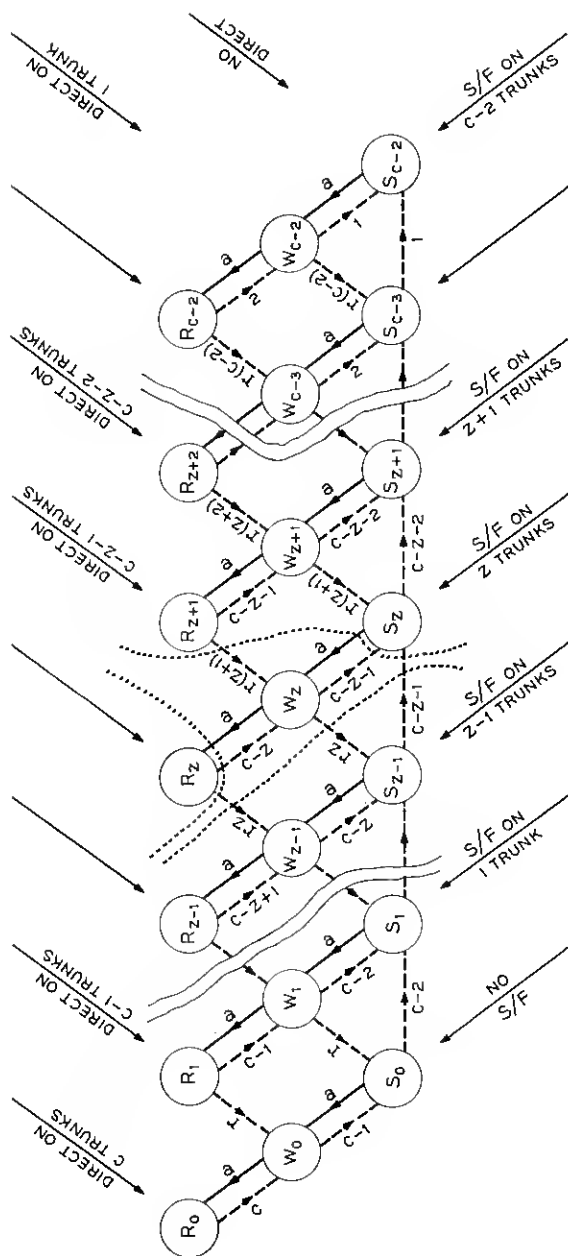 DIRECT ON
C TRUNKS
DIRECT ON
C-1 TRUNKS
DIRECT ON
C-Z-1 TRUNKS
DIRECT ON
C-Z-2 TRUNKS
DIRECT ON
1 TRUNK
NO
DIRECT
R0 R1 RZ-1 RZ RZ+1 RZ+2 RC-2
C a r C-1 a C-Z+1 rZ C-Z a r(Z+1) C-Z-1 a r(Z+2) r(C-2) 2 a
W0 W1 WZ-1 WZ WZ+1 WC-3 WC-2
C-1 a r C-2 a C-Z a rZ C-Z-1 a r(Z+1) C-Z-2 a 2 a r(C-2) 1 a
S0 S1 SZ-1 SZ SZ+1 SC-3 SC-2
C-2 C-Z-1 C-Z-2 1
NO
S/F
S/F ON
1 TRUNK
S/F ON
Z-1 TRUNKS
S/F ON
Z TRUNKS
S/F ON
Z+1 TRUNKS
S/F ON
C-2 TRUNKS